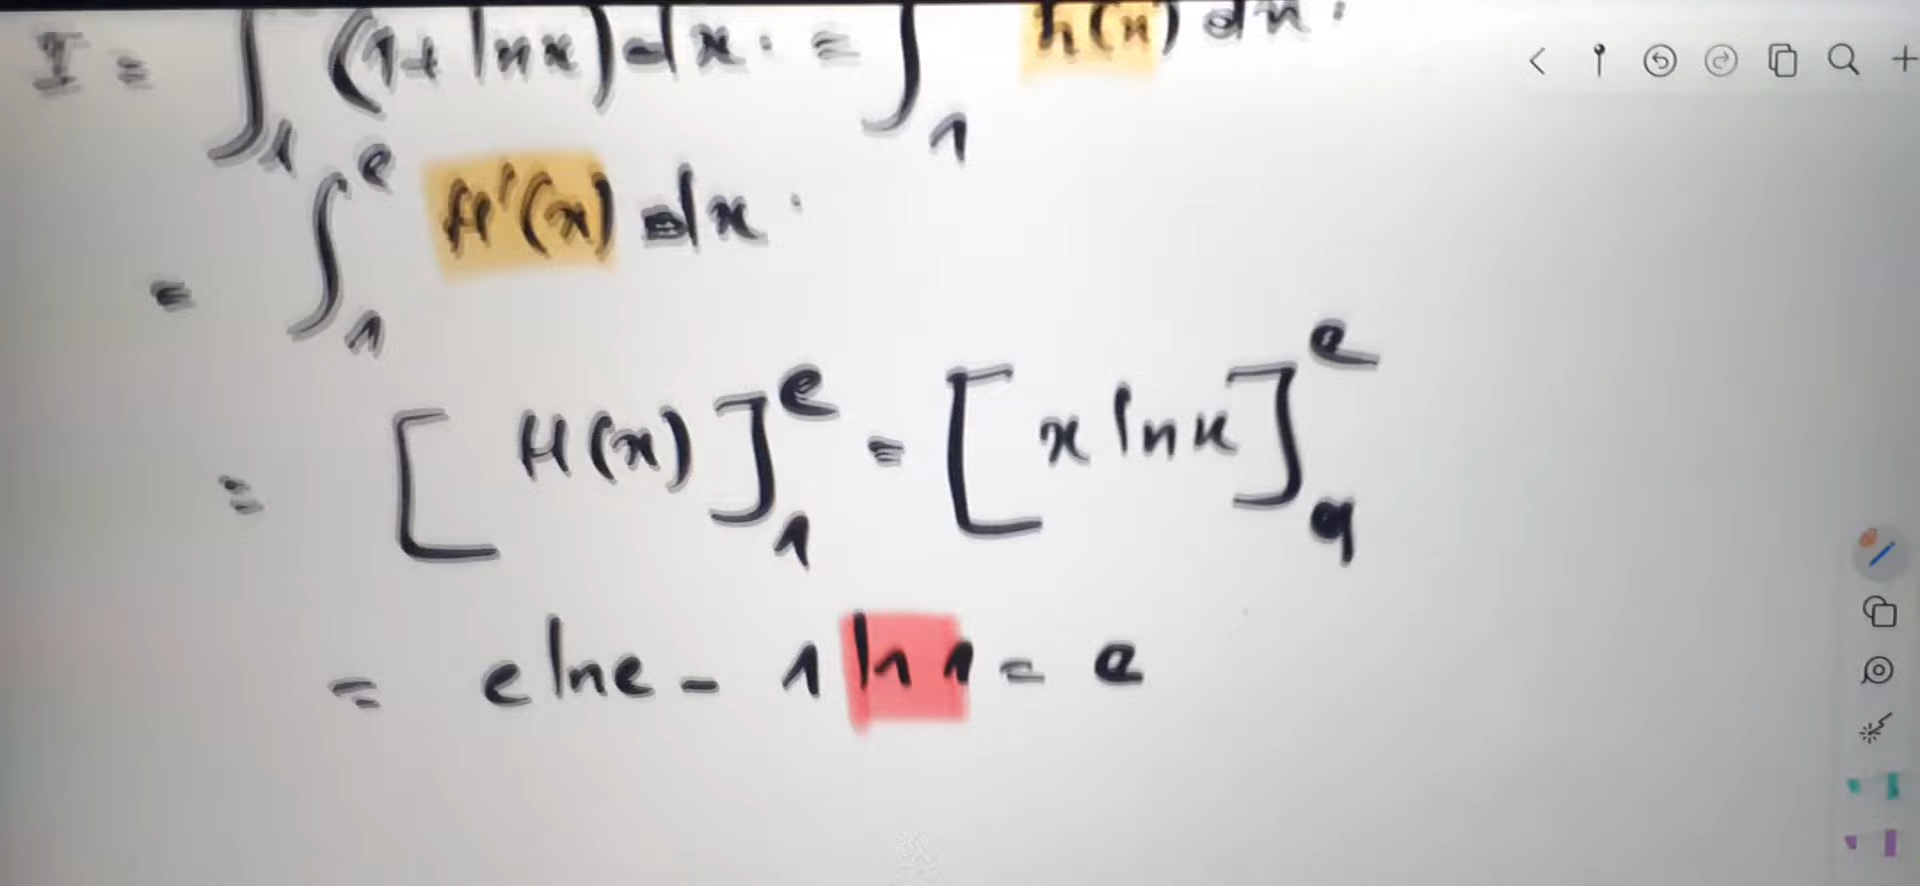 I = ∫₁ (1 + ln x) dx. = ∫₁ h(x) dx.
= ∫₁ᵉ H'(x) dx.
= [H(x)]₁ᵉ = [x ln x]₁ᵉ
= e ln e - 1 ln 1 = e